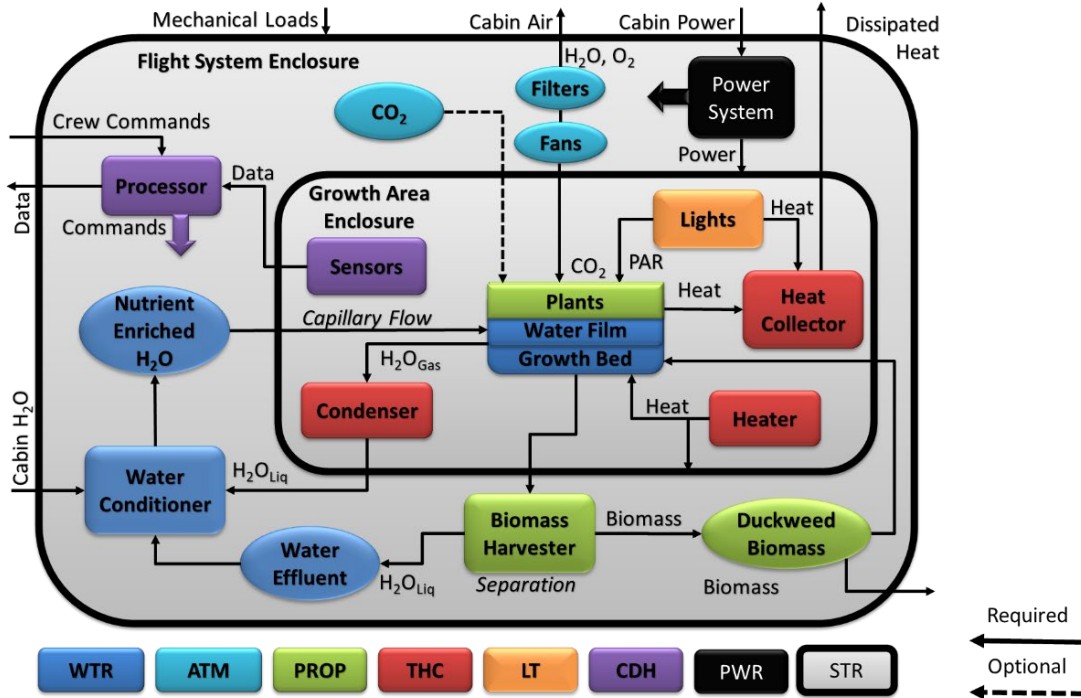 Mechanical Loads
Cabin Air
Cabin Power
Dissipated
Heat
Flight System Enclosure
H₂O, O₂
Filters
Power
System
CO₂
Fans
Crew Commands
Processor
Data
Data
Commands
Power
Growth Area
Enclosure
Lights
Heat
Sensors
CO₂
PAR
Heat
Heat
Collector
Nutrient
Enriched
H₂O
Capillary Flow
Plants
Water Film
Growth Bed
H₂O_Gas
Condenser
Heat
Heater
Cabin H₂O
Water
Conditioner
H₂O_Liq
Biomass
Harvester
Biomass
Duckweed
Biomass
Water
Effluent
H₂O_Liq
Separation
Biomass
Required
Optional
WTR
ATM
PROP
THC
LT
CDH
PWR
STR